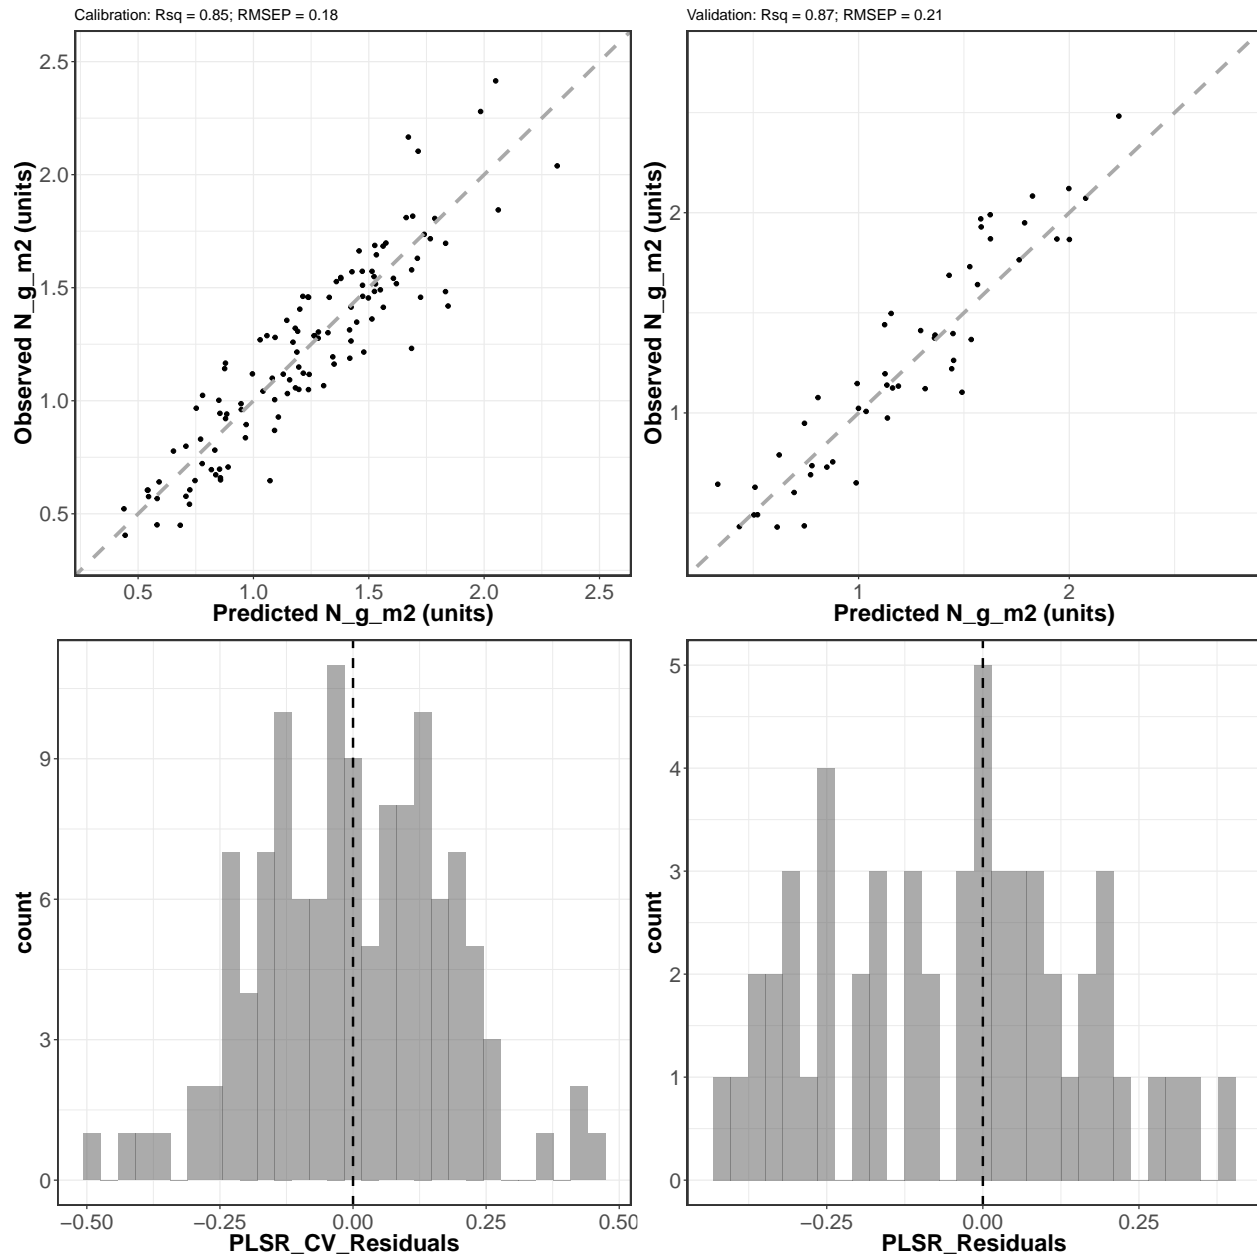 Calibration: Rsq = 0.85; RMSEP = 0.18
2.5
2.0
1.5
1.0
0.5
Observed N_g_m2 (units)
0.5 1.0 1.5 2.0 2.5
Predicted N_g_m2 (units)
Validation: Rsq = 0.87; RMSEP = 0.21
2
1
Observed N_g_m2 (units)
1 2
Predicted N_g_m2 (units)
9
6
3
0
count
−0.50 −0.25 0.00 0.25 0.50
PLSR_CV_Residuals
5
4
3
2
1
0
count
−0.25 0.00 0.25
PLSR_Residuals